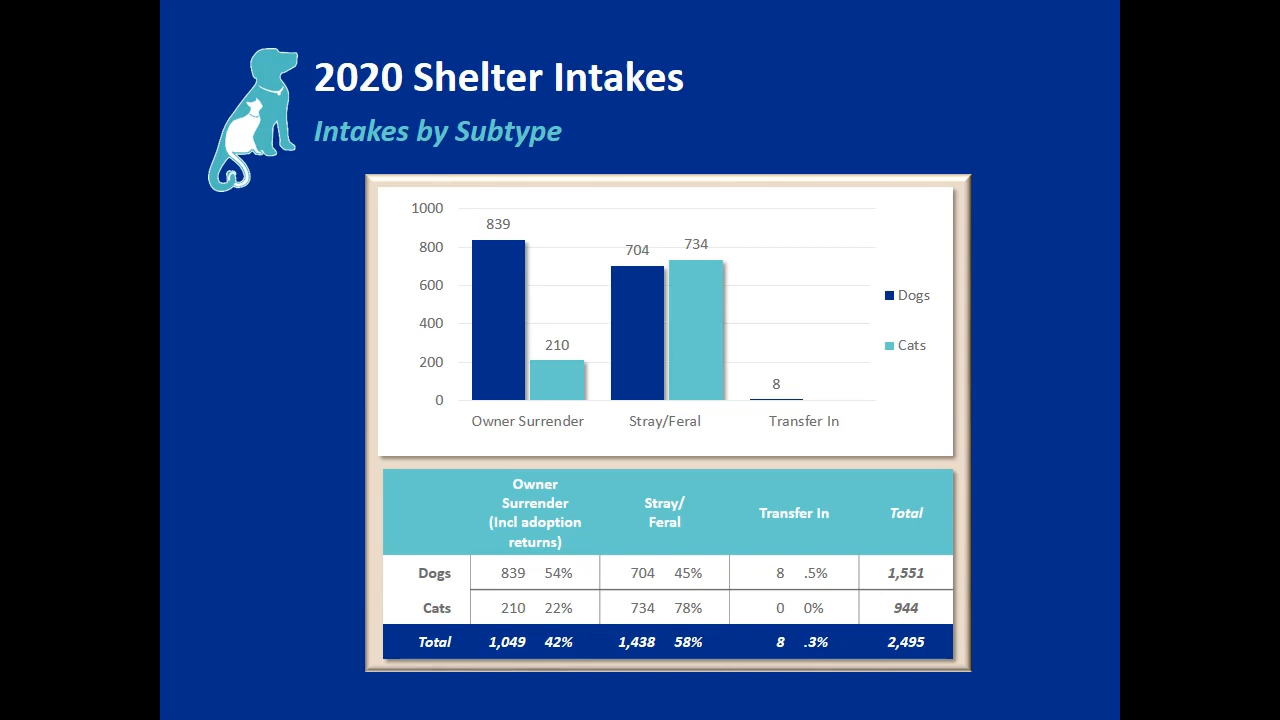 2020 Shelter Intakes
Intakes by Subtype
1000
800
600
400
200
0
839
210
704
734
8
Owner Surrender
Stray/Feral
Transfer In
Dogs
Cats
Owner
Surrender
(Incl adoption
returns)
Stray/
Feral
Transfer In
Total
Dogs 839 54% 704 45% 8 .5% 1,551
Cats 210 22% 734 78% 0 0% 944
Total 1,049 42% 1,438 58% 8 .3% 2,495